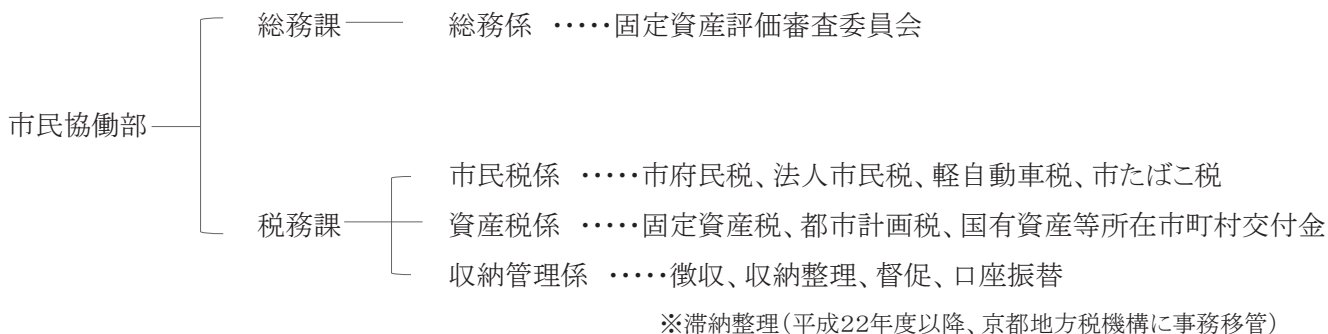 総務課 総務係 ・・・・・固定資産評価審査委員会
市民協働部
市民税係 ・・・・・市府民税、法人市民税、軽自動車税、市たばこ税
税務課 資産税係 ・・・・・固定資産税、都市計画税、国有資産等所在市町村交付金
収納管理係 ・・・・・徴収、収納整理、督促、口座振替
※滞納整理(平成22年度以降、京都地方税機構に事務移管)